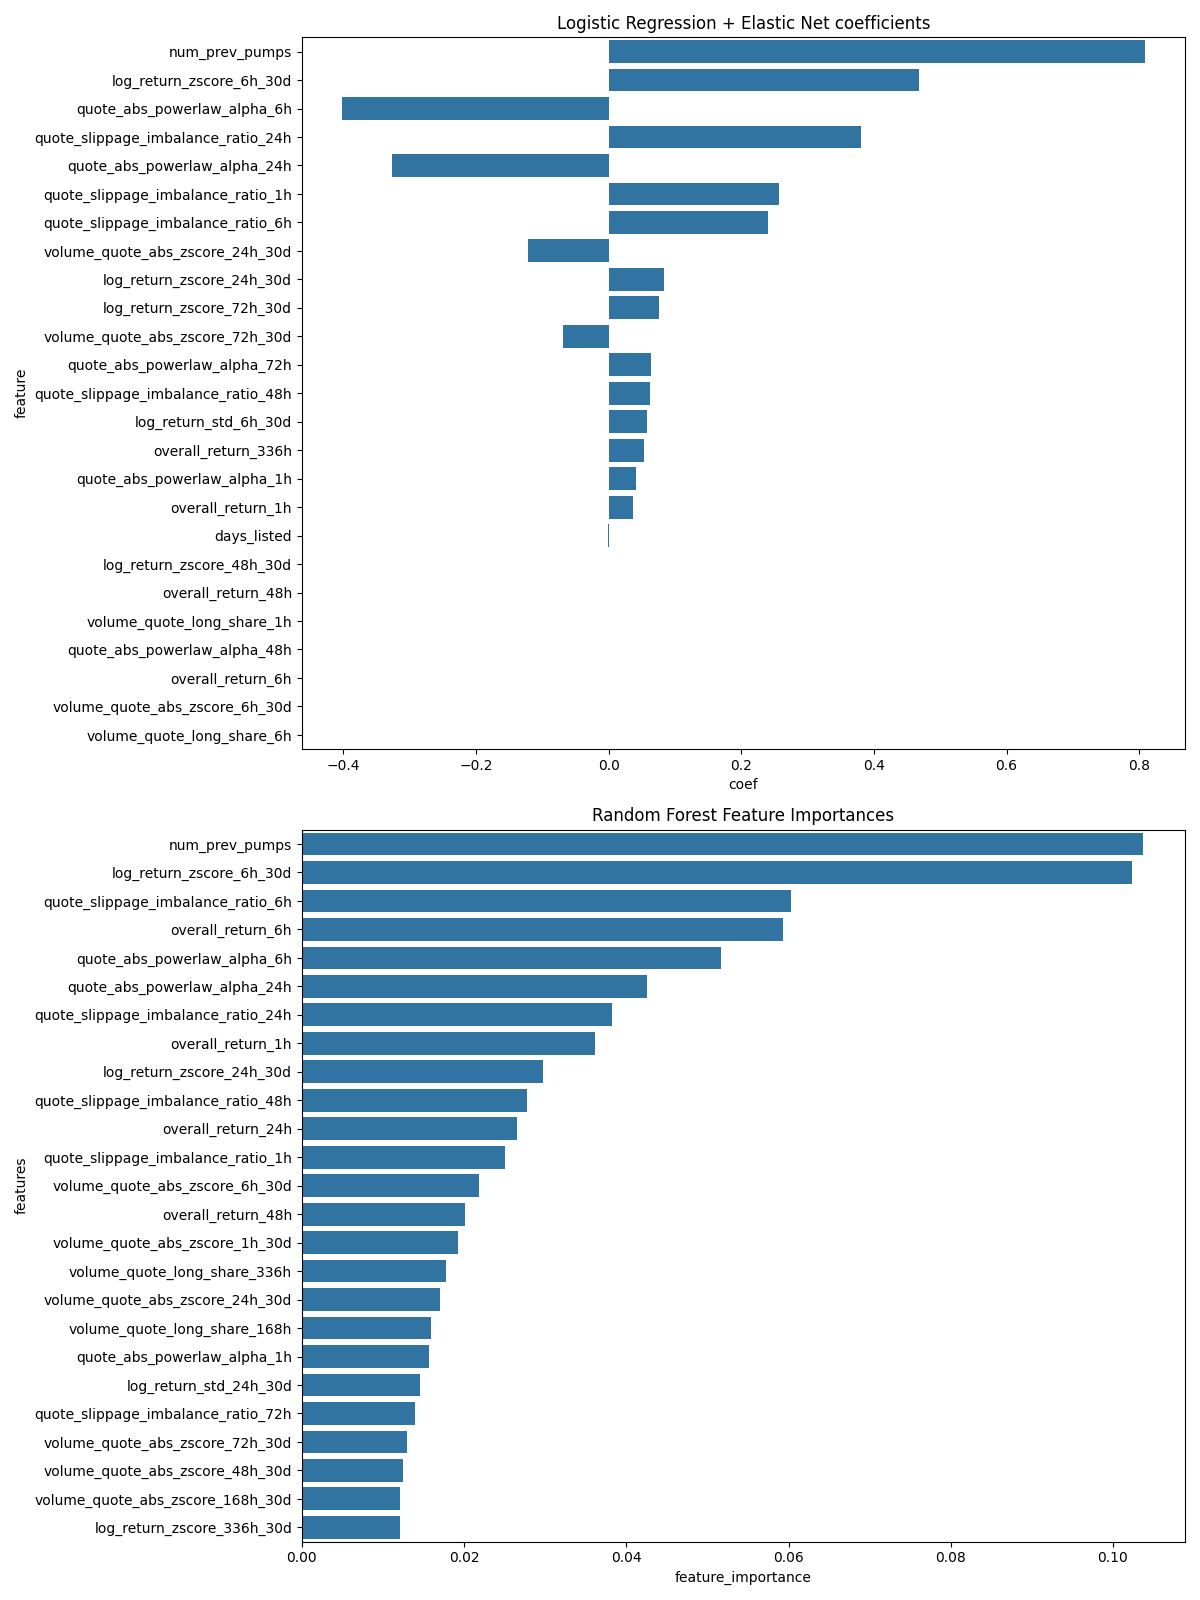 Logistic Regression + Elastic Net coefficients
num_prev_pumps
log_return_zscore_6h_30d
quote_abs_powerlaw_alpha_6h
quote_slippage_imbalance_ratio_24h
quote_abs_powerlaw_alpha_24h
quote_slippage_imbalance_ratio_1h
quote_slippage_imbalance_ratio_6h
volume_quote_abs_zscore_24h_30d
log_return_zscore_24h_30d
log_return_zscore_72h_30d
volume_quote_abs_zscore_72h_30d
quote_abs_powerlaw_alpha_72h
quote_slippage_imbalance_ratio_48h
log_return_std_6h_30d
overall_return_336h
quote_abs_powerlaw_alpha_1h
overall_return_1h
days_listed
log_return_zscore_48h_30d
overall_return_48h
volume_quote_long_share_1h
quote_abs_powerlaw_alpha_48h
overall_return_6h
volume_quote_abs_zscore_6h_30d
volume_quote_long_share_6h
feature
−0.4 −0.2 0.0 0.2 0.4 0.6 0.8
coef
Random Forest Feature Importances
num_prev_pumps
log_return_zscore_6h_30d
quote_slippage_imbalance_ratio_6h
overall_return_6h
quote_abs_powerlaw_alpha_6h
quote_abs_powerlaw_alpha_24h
quote_slippage_imbalance_ratio_24h
overall_return_1h
log_return_zscore_24h_30d
quote_slippage_imbalance_ratio_48h
overall_return_24h
quote_slippage_imbalance_ratio_1h
volume_quote_abs_zscore_6h_30d
overall_return_48h
volume_quote_abs_zscore_1h_30d
volume_quote_long_share_336h
volume_quote_abs_zscore_24h_30d
volume_quote_long_share_168h
quote_abs_powerlaw_alpha_1h
log_return_std_24h_30d
quote_slippage_imbalance_ratio_72h
volume_quote_abs_zscore_72h_30d
volume_quote_abs_zscore_48h_30d
volume_quote_abs_zscore_168h_30d
log_return_zscore_336h_30d
features
0.00 0.02 0.04 0.06 0.08 0.10
feature_importance